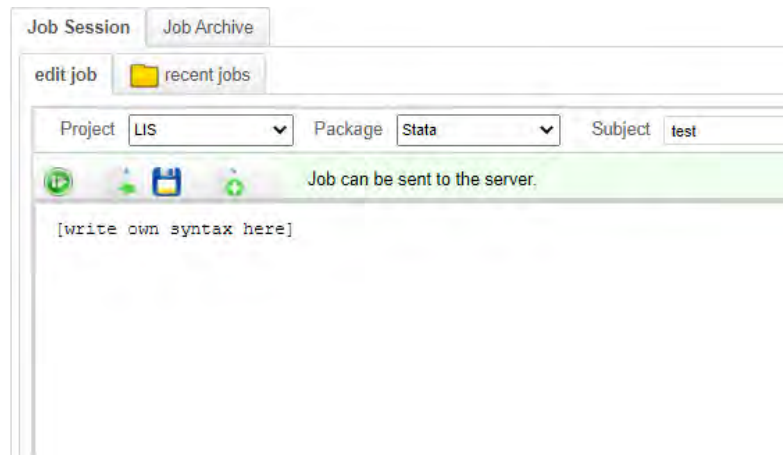 Job Session Job Archive
edit job recent jobs
Project LIS Package Stata Subject test
Job can be sent to the server.
[write own syntax here]